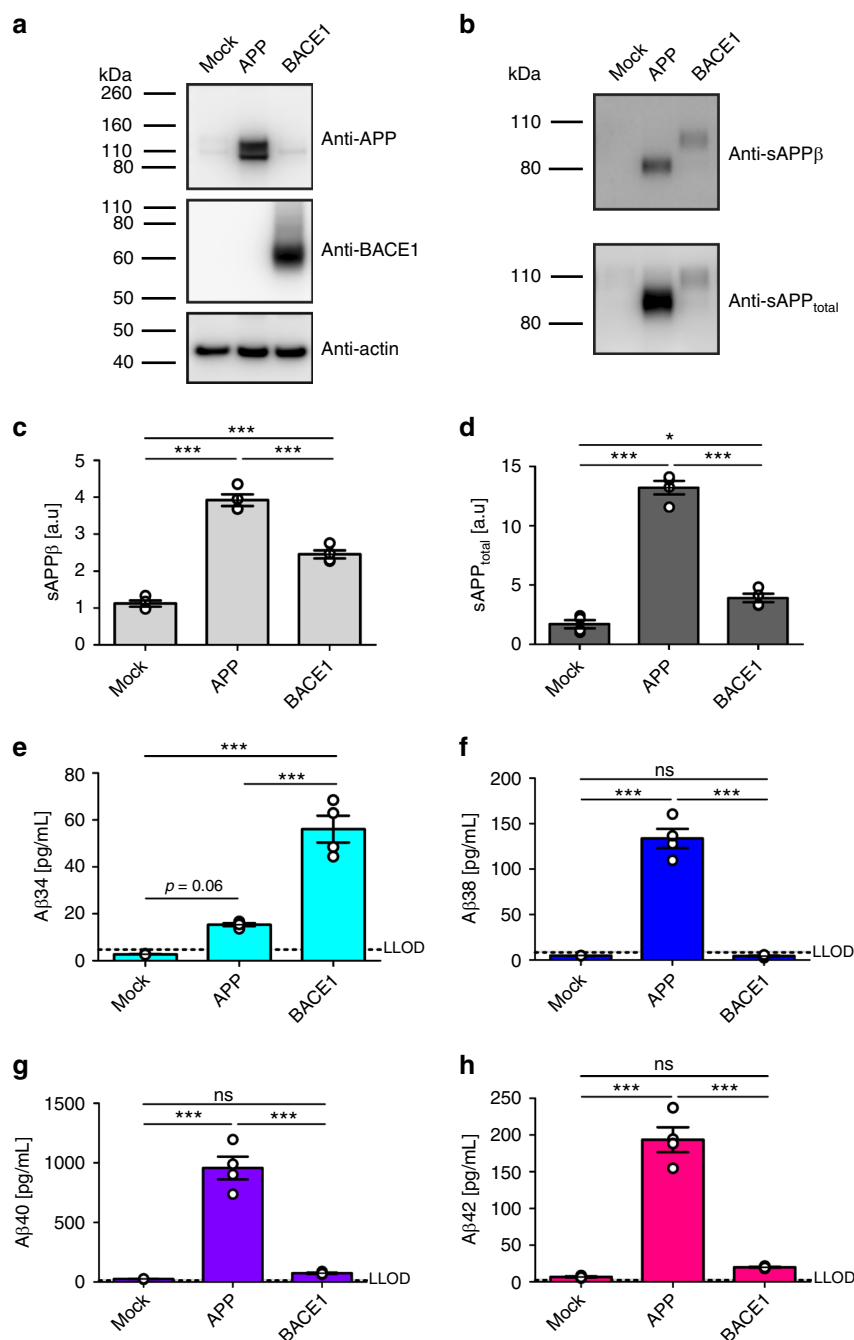 a
Mock APP BACE1
kDa
260
160
110
80
Anti-APP
110
80
60
50
Anti-BACE1
50
40
Anti-actin
b
Mock APP BACE1
kDa
110
80
Anti-sAPPβ
110
80
Anti-sAPPtotal
c
***
*** ***
sAPPβ [a.u]
5
4
3
2
1
0
Mock APP BACE1
d
*
*** ***
sAPPtotal [a.u]
15
10
5
0
Mock APP BACE1
e
***
***
p = 0.06
Aβ34 [pg/mL]
80
60
40
20
0
LLOD
Mock APP BACE1
f
ns
*** ***
Aβ38 [pg/mL]
200
150
100
50
0
LLOD
Mock APP BACE1
g
ns
*** ***
Aβ40 [pg/mL]
1500
1000
500
0
LLOD
Mock APP BACE1
h
ns
*** ***
Aβ42 [pg/mL]
250
200
150
100
50
0
LLOD
Mock APP BACE1